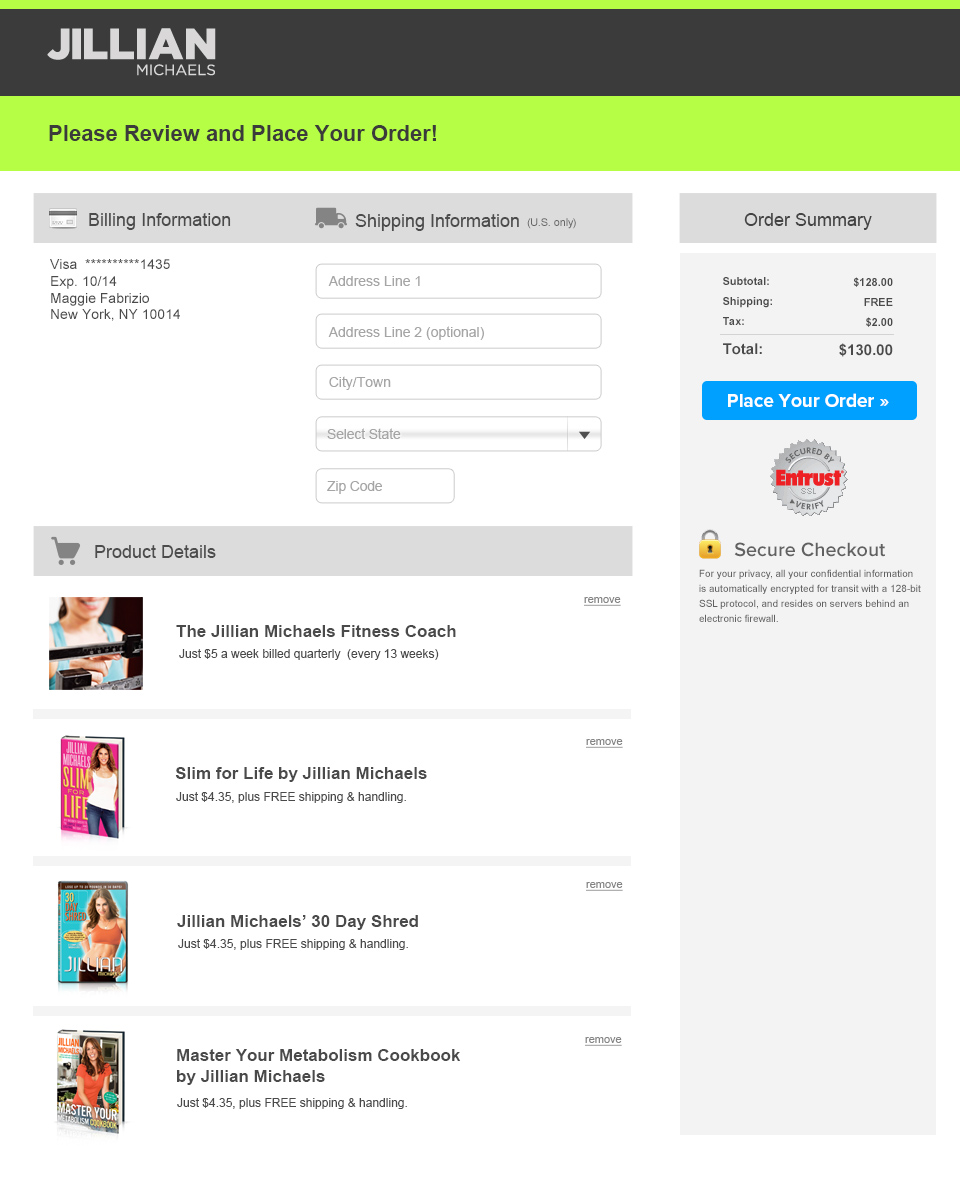 JILLIAN
MICHAELS
Please Review and Place Your Order!
Billing Information
Shipping Information (U.S. only)
Visa **********1435
Exp. 10/14
Maggie Fabrizio
New York, NY 10014
Address Line 1
Address Line 2 (optional)
City/Town
Select State
Zip Code
Order Summary
Subtotal: $128.00
Shipping: FREE
Tax: $2.00
Total: $130.00
Place Your Order »
SECURED BY
Entrust
SSL
VERIFY
Secure Checkout
For your privacy, all your confidential information
is automatically encrypted for transit with a 128-bit
SSL protocol, and resides on servers behind an
electronic firewall.
Product Details
remove
The Jillian Michaels Fitness Coach
Just $5 a week billed quarterly (every 13 weeks)
JILLIAN
MICHAELS
SLIM
FOR
LIFE
remove
Slim for Life by Jillian Michaels
Just $4.35, plus FREE shipping & handling.
30
DAY
SHRED
JILLIAN
MICHAELS
remove
Jillian Michaels’ 30 Day Shred
Just $4.35, plus FREE shipping & handling.
JILLIAN
MICHAELS
MASTER YOUR
METABOLISM COOKBOOK
remove
Master Your Metabolism Cookbook
by Jillian Michaels
Just $4.35, plus FREE shipping & handling.